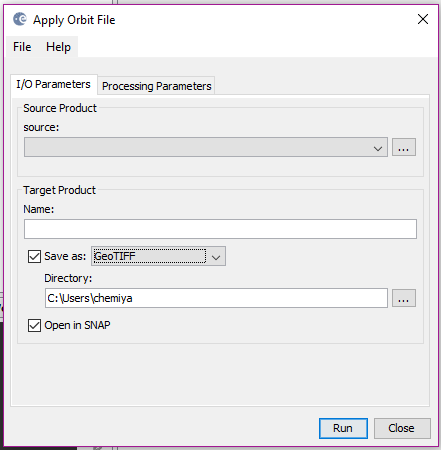 Apply Orbit File
File Help
I/O Parameters Processing Parameters
Source Product
source:
...
Target Product
Name:
Save as: GeoTIFF
Directory:
C:\Users\chemiya
...
Open in SNAP
Run Close